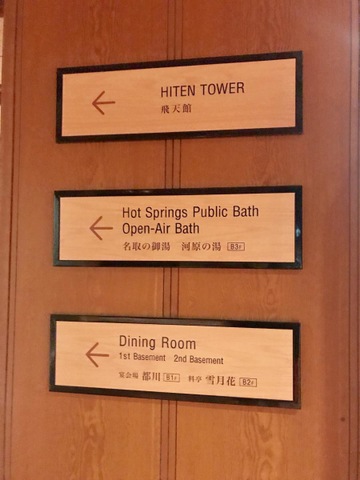 HITEN TOWER
飛天館
Hot Springs Public Bath
Open-Air Bath
名取の御湯 河原の湯 B3F
Dining Room
1st Basement 2nd Basement
宴会場 都川 B1F 料亭 雪月花 B2F